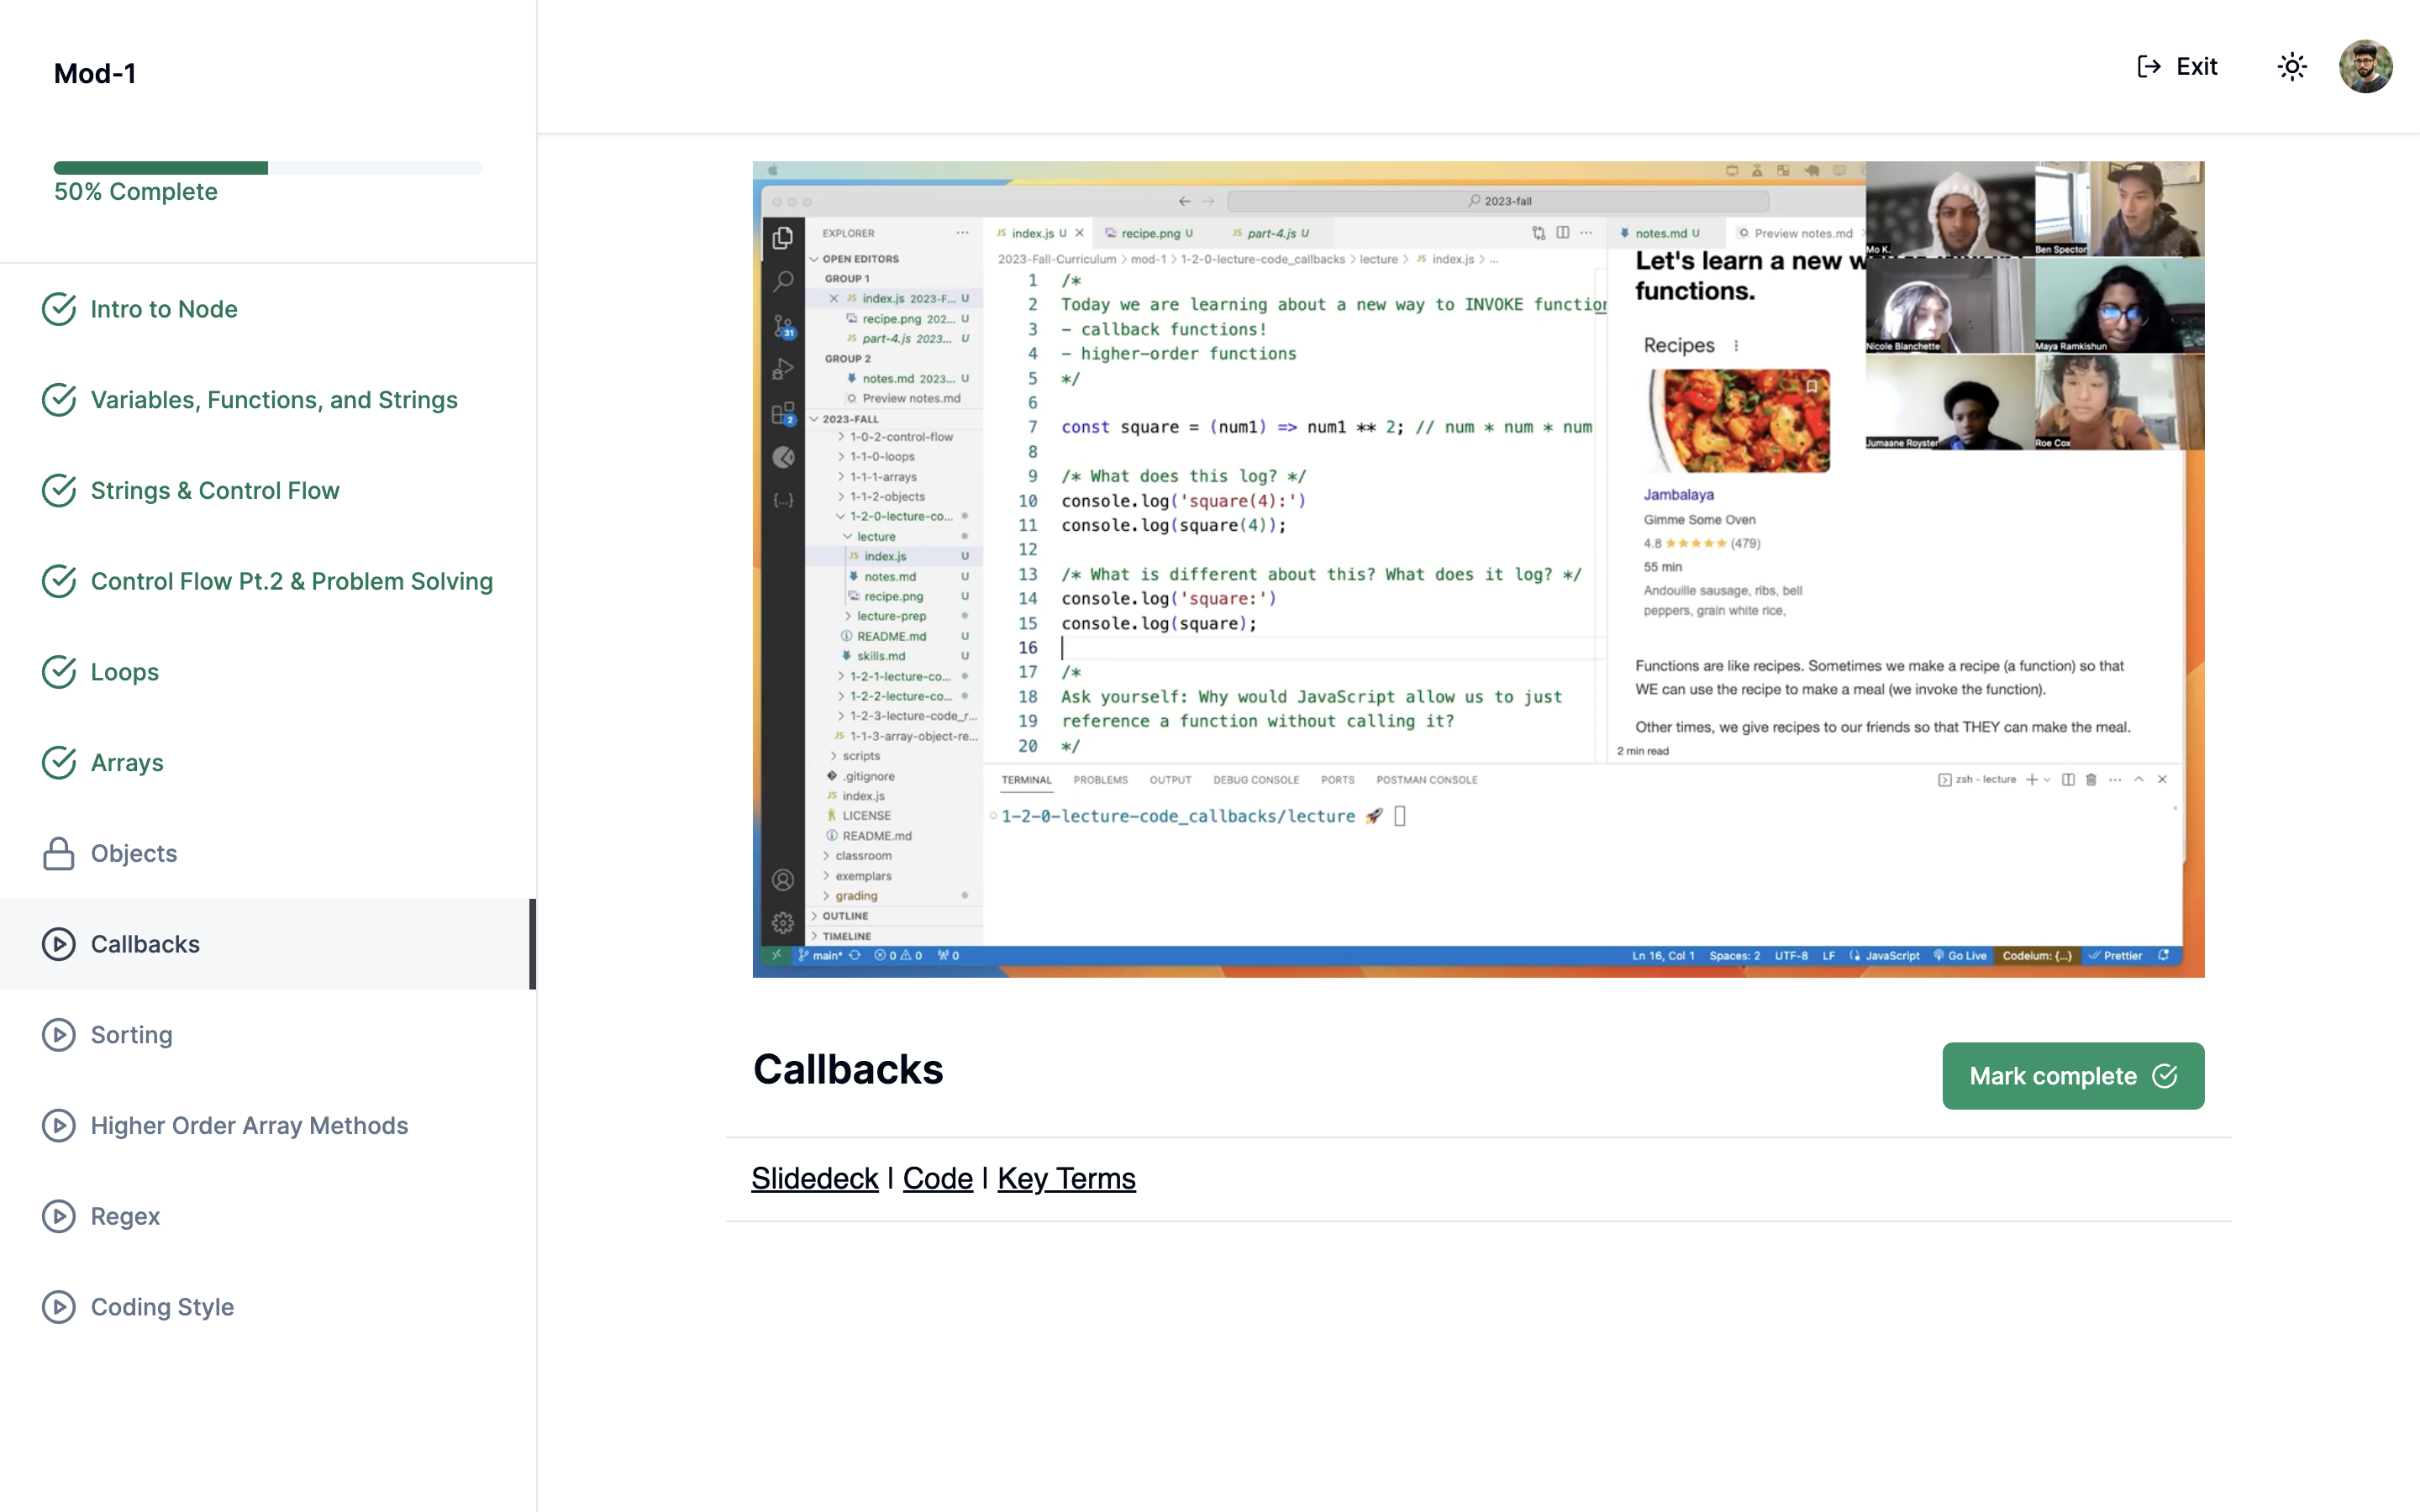 Mod-1
50% Complete
Intro to Node
Variables, Functions, and Strings
Strings & Control Flow
Control Flow Pt.2 & Problem Solving
Loops
Arrays
Objects
Callbacks
Sorting
Higher Order Array Methods
Regex
Coding Style
Exit
2023-fall
EXPLORER
OPEN EDITORS
GROUP 1
JS index.js 2023-F... U
recipe.png 202... U
JS part-4.js 2023... U
GROUP 2
notes.md 2023... U
Preview notes.md
2023-FALL
1-0-2-control-flow
1-1-0-loops
1-1-1-arrays
1-1-2-objects
1-2-0-lecture-co...
lecture
JS index.js U
notes.md U
recipe.png U
lecture-prep
README.md U
skills.md U
1-2-1-lecture-co...
1-2-2-lecture-co...
1-2-3-lecture-code_r...
JS 1-1-3-array-object-re...
scripts
.gitignore
JS index.js
LICENSE
README.md
classroom
exemplars
grading
OUTLINE
TIMELINE
31
2
JS index.js U
recipe.png U
JS part-4.js U
2023-Fall-Curriculum > mod-1 > 1-2-0-lecture-code_callbacks > lecture > JS index.js > ...
1 /*
2 Today we are learning about a new way to INVOKE function
3 - callback functions!
4 - higher-order functions
5 */
6
7 const square = (num1) => num1 ** 2; // num * num * num
8
9 /* What does this log? */
10 console.log('square(4):')
11 console.log(square(4));
12
13 /* What is different about this? What does it log? */
14 console.log('square:')
15 console.log(square);
16
17 /*
18 Ask yourself: Why would JavaScript allow us to just
19 reference a function without calling it?
20 */
notes.md U
Preview notes.md
Let's learn a new w
functions.
Recipes
Jambalaya
Gimme Some Oven
4.8 ★★★★★ (479)
55 min
Andouille sausage, ribs, bell
peppers, grain white rice,
Functions are like recipes. Sometimes we make a recipe (a function) so that
WE can use the recipe to make a meal (we invoke the function).
Other times, we give recipes to our friends so that THEY can make the meal.
2 min read
Mo K.
Ben Spector
Nicole Blanchette
Maya Ramkishun
Jumaane Royster
Roe Cox
TERMINAL PROBLEMS OUTPUT DEBUG CONSOLE PORTS POSTMAN CONSOLE
zsh - lecture
1-2-0-lecture-code_callbacks/lecture 🚀
main* 0 0 0
Ln 16, Col 1 Spaces: 2 UTF-8 LF JavaScript Go Live Codeium: {...} Prettier
Callbacks
Mark complete
Slidedeck | Code | Key Terms